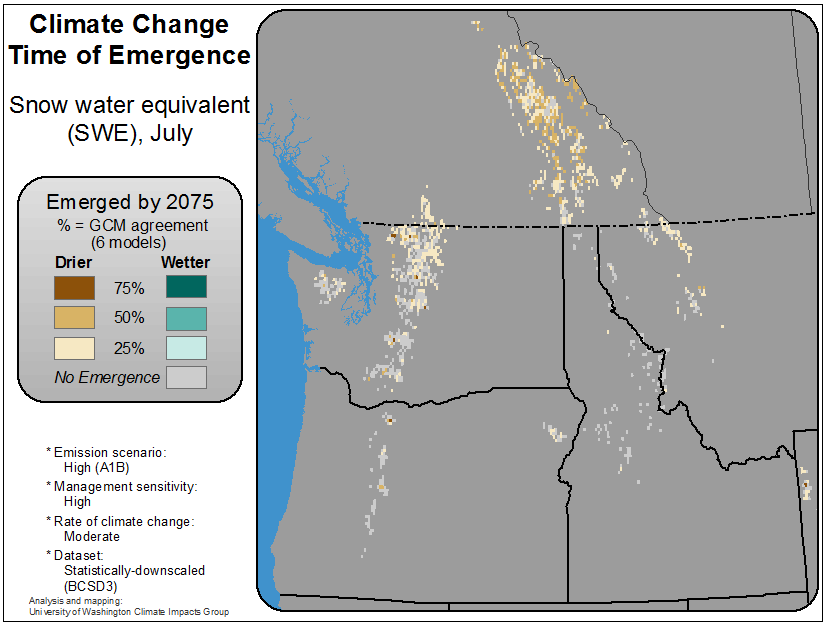 Climate Change
Time of Emergence
Snow water equivalent
(SWE), July
Emerged by 2075
% = GCM agreement
(6 models)
Drier Wetter
75%
50%
25%
No Emergence
* Emission scenario:
High (A1B)
* Management sensitivity:
High
* Rate of climate change:
Moderate
* Dataset:
Statistically-downscaled
(BCSD3)
Analysis and mapping:
University of Washington Climate Impacts Group